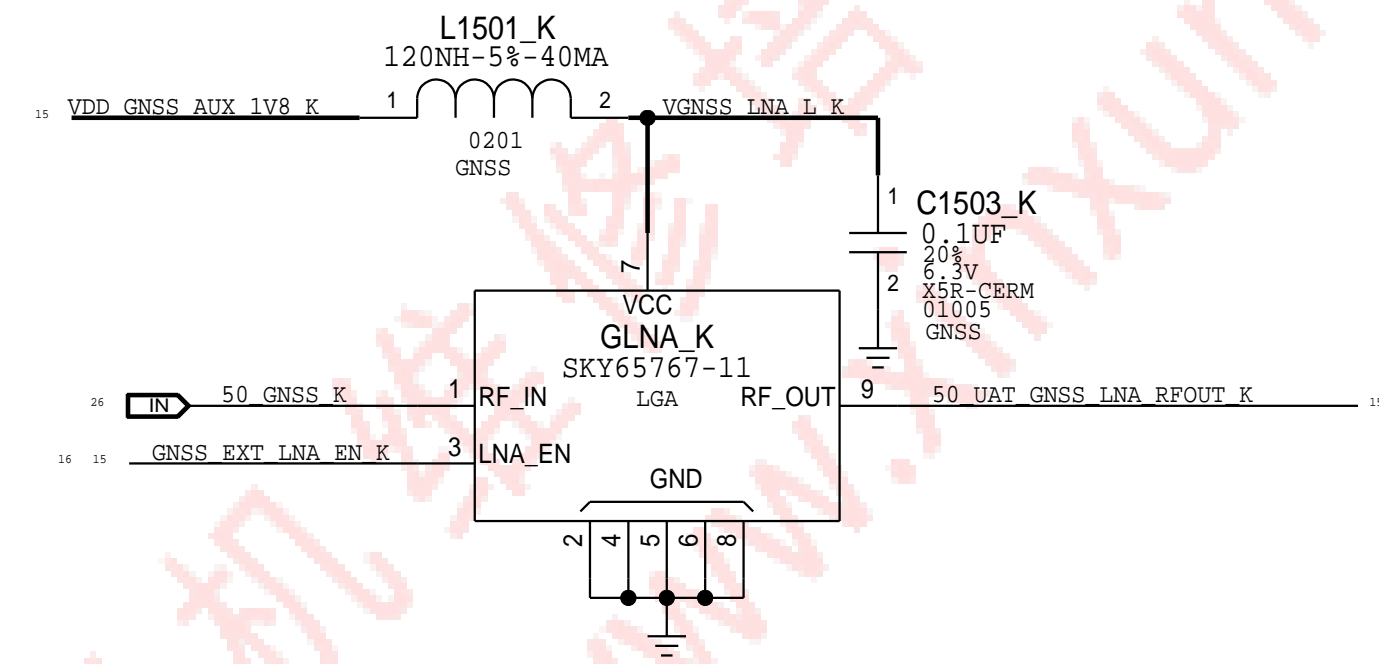 L1501_K
120NH-5%-40MA
15 VDD_GNSS_AUX_1V8_K 1 2 VGNSS_LNA_L_K
0201
GNSS
1
C1503_K
0.1UF
20%
6.3V
2
X5R-CERM
01005
GNSS
7
VCC
GLNA_K
SKY65767-11
LGA
26 IN 50_GNSS_K 1 RF_IN RF_OUT 9 50_UAT_GNSS_LNA_RFOUT_K
16 15 GNSS_EXT_LNA_EN_K 3 LNA_EN
GND
2 4 5 6 8